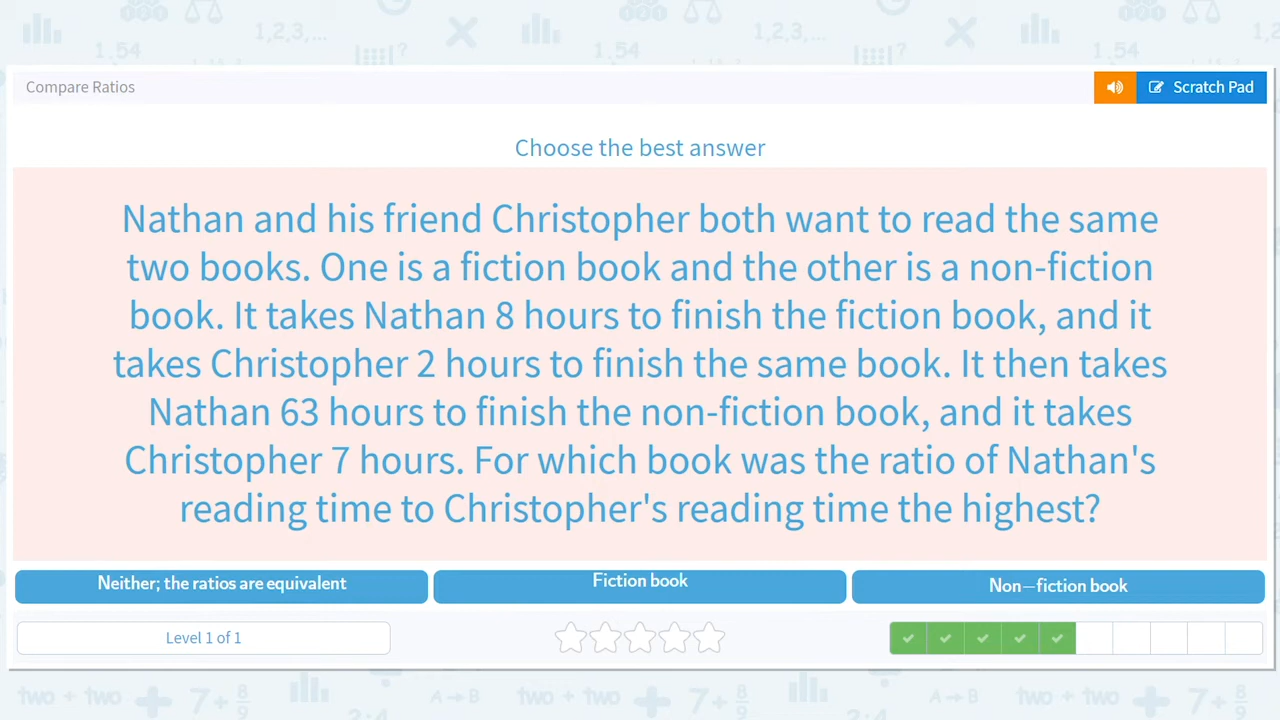 Compare Ratios
Scratch Pad
Choose the best answer
Nathan and his friend Christopher both want to read the same
two books. One is a fiction book and the other is a non-fiction
book. It takes Nathan 8 hours to finish the fiction book, and it
takes Christopher 2 hours to finish the same book. It then takes
Nathan 63 hours to finish the non-fiction book, and it takes
Christopher 7 hours. For which book was the ratio of Nathan's
reading time to Christopher's reading time the highest?
Neither; the ratios are equivalent
Fiction book
Non−fiction book
Level 1 of 1